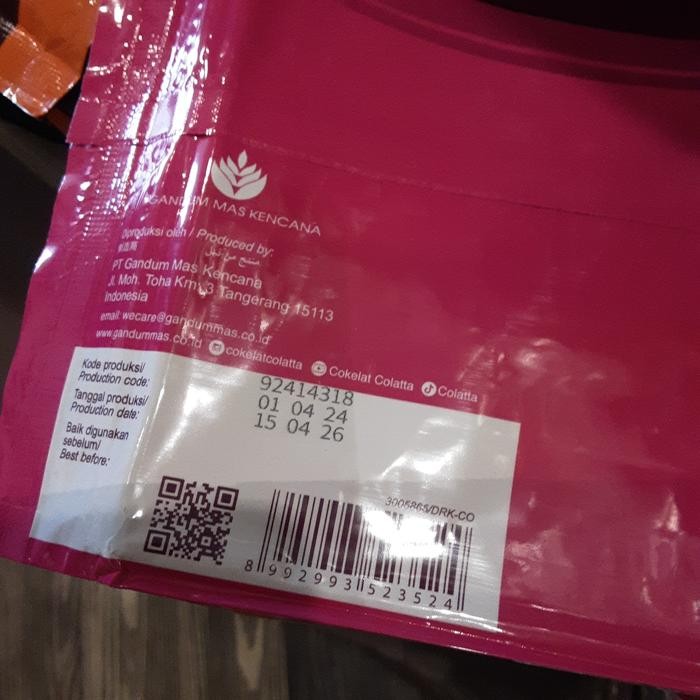 GANDUM MAS KENCANA
Diproduksi oleh / Produced by:
制造商
PT Gandum Mas Kencana
Jl. Moh. Toha Km. 3 Tangerang 15113
Indonesia
email: wecare@gandummas.co.id
www.gandummas.co.id cokelatcolatta Cokelat Colatta Colatta
Kode produksi/
Production code:
92414318
Tanggal produksi/
Production date:
01 04 24
Baik digunakan
sebelum/
Best before:
15 04 26
3005865/DRK-CO
8 992993 523524